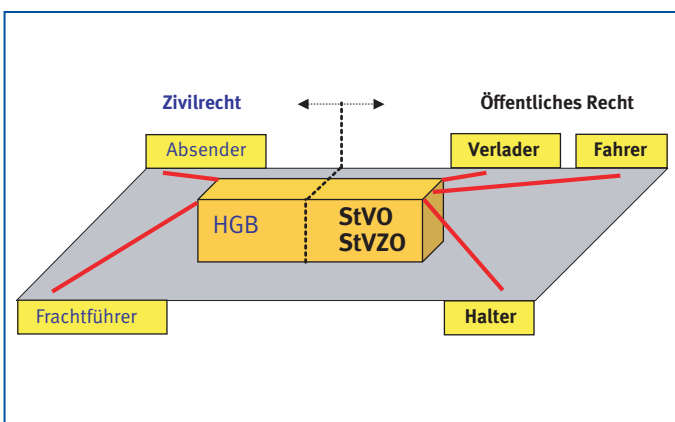 Zivilrecht
Öffentliches Recht
Absender
Verlader
Fahrer
HGB
StVO
StVZO
Frachtführer
Halter